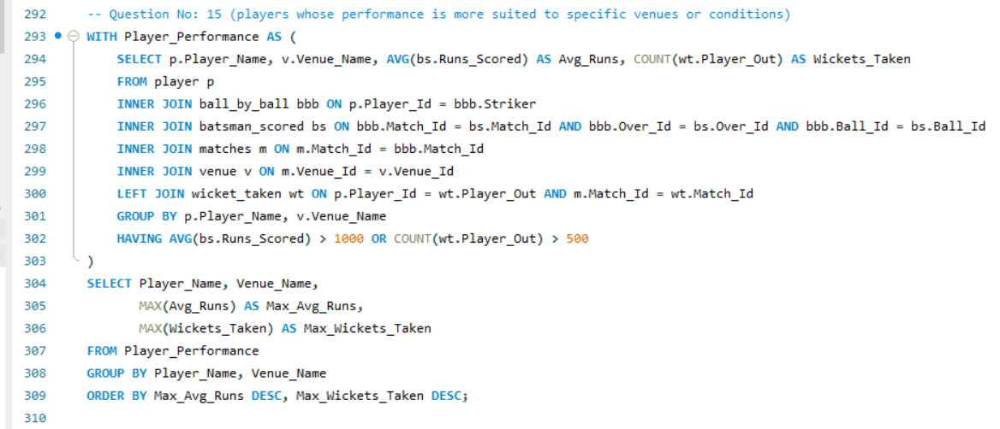 292 -- Question No: 15 (players whose performance is more suited to specific venues or conditions)
293 WITH Player_Performance AS (
294 SELECT p.Player_Name, v.Venue_Name, AVG(bs.Runs_Scored) AS Avg_Runs, COUNT(wt.Player_Out) AS Wickets_Taken
295 FROM player p
296 INNER JOIN ball_by_ball bbb ON p.Player_Id = bbb.Striker
297 INNER JOIN batsman_scored bs ON bbb.Match_Id = bs.Match_Id AND bbb.Over_Id = bs.Over_Id AND bbb.Ball_Id = bs.Ball_Id
298 INNER JOIN matches m ON m.Match_Id = bbb.Match_Id
299 INNER JOIN venue v ON m.Venue_Id = v.Venue_Id
300 LEFT JOIN wicket_taken wt ON p.Player_Id = wt.Player_Out AND m.Match_Id = wt.Match_Id
301 GROUP BY p.Player_Name, v.Venue_Name
302 HAVING AVG(bs.Runs_Scored) > 1000 OR COUNT(wt.Player_Out) > 500
303 )
304 SELECT Player_Name, Venue_Name,
305 MAX(Avg_Runs) AS Max_Avg_Runs,
306 MAX(Wickets_Taken) AS Max_Wickets_Taken
307 FROM Player_Performance
308 GROUP BY Player_Name, Venue_Name
309 ORDER BY Max_Avg_Runs DESC, Max_Wickets_Taken DESC;
310